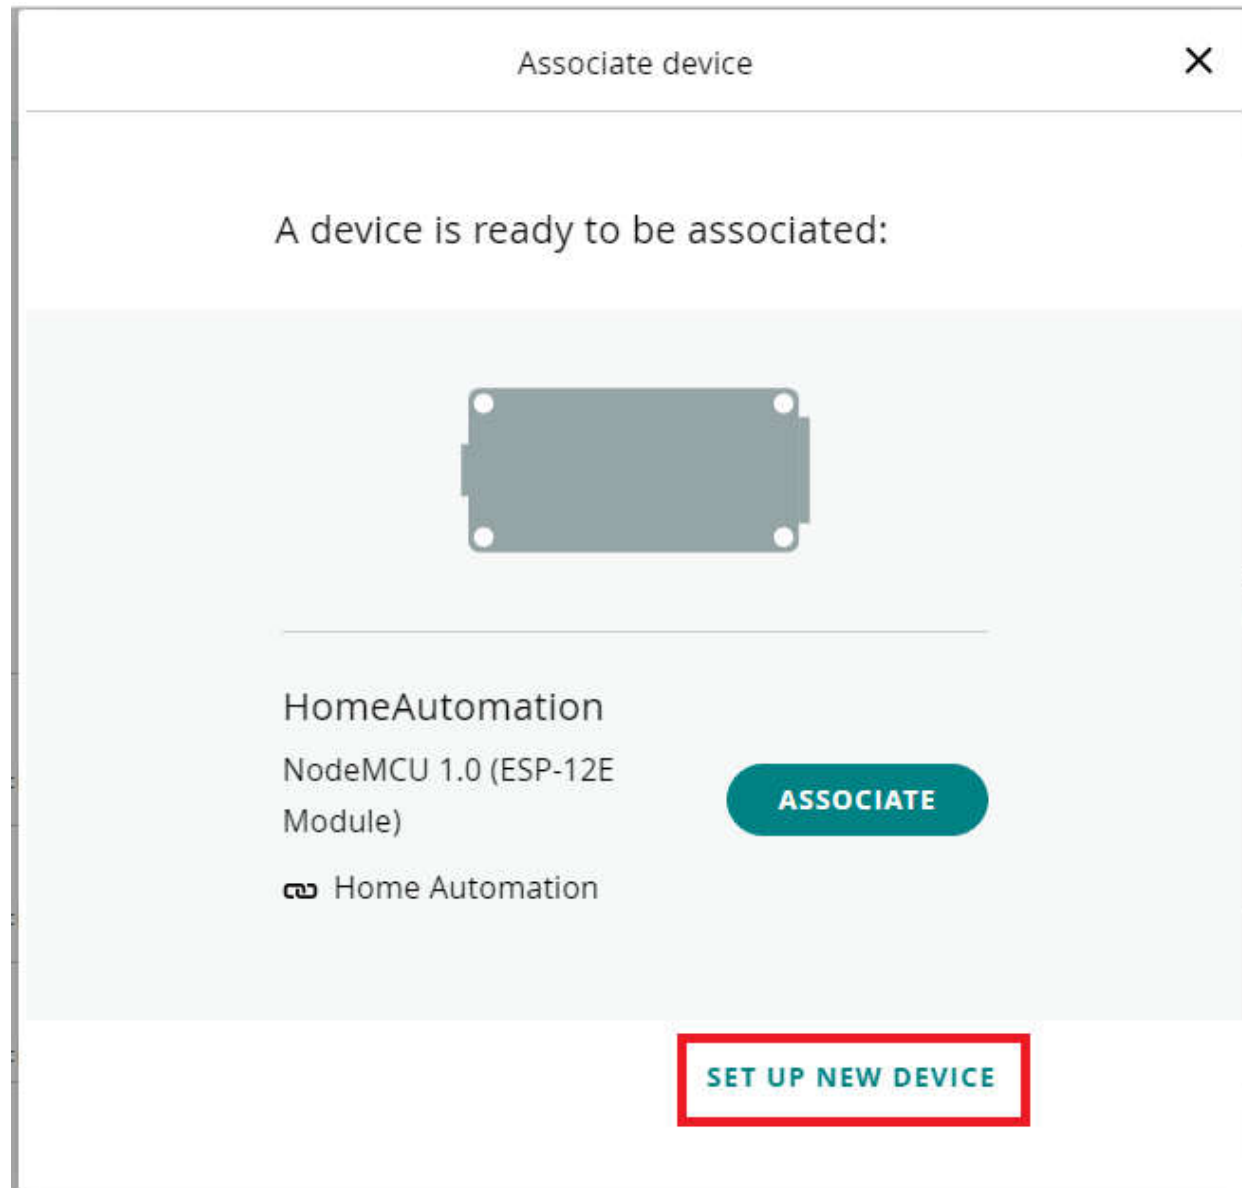 Associate device
A device is ready to be associated:
HomeAutomation
NodeMCU 1.0 (ESP-12E
Module)
ASSOCIATE
Home Automation
SET UP NEW DEVICE